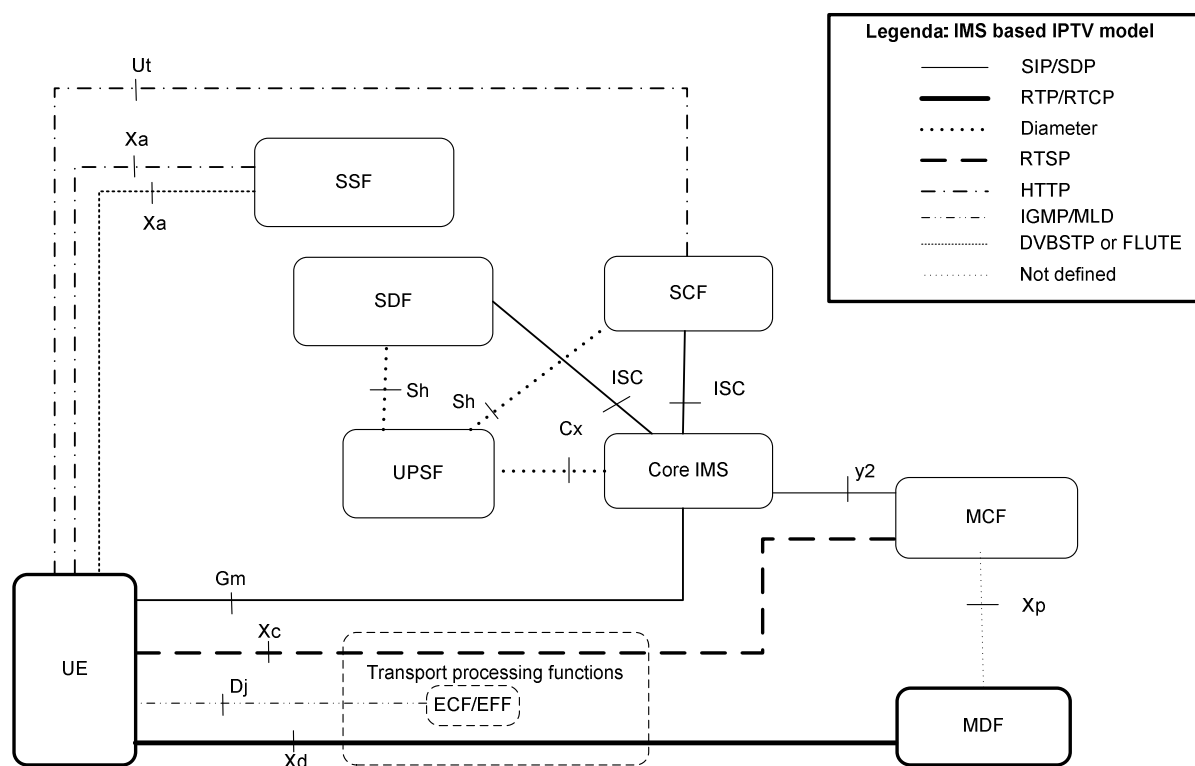 Legenda: IMS based IPTV model
SIP/SDP
RTP/RTCP
Diameter
RTSP
HTTP
IGMP/MLD
DVBSTP or FLUTE
Not defined
Ut
Xa
SSF
Xa
SDF
SCF
Sh
Sh
ISC
ISC
Cx
UPSF
Core IMS
y2
MCF
Gm
Xp
Xc
UE
Transport processing functions
Dj
ECF/EFF
MDF
Xd